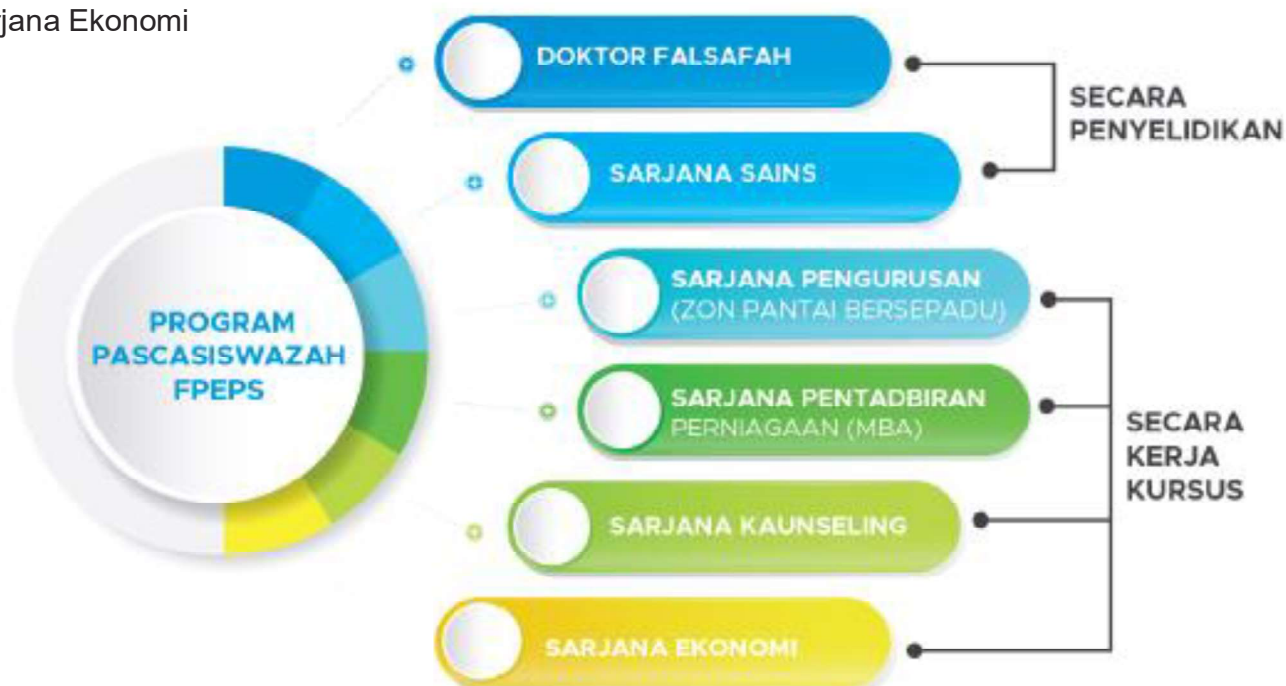 rjana Ekonomi
DOKTOR FALSAFAH
SARJANA SAINS
SECARA
PENYELIDIKAN
PROGRAM
PASCASISWAZAH
FPEPS
SARJANA PENGURUSAN
(ZON PANTAI BERSEPADU)
SARJANA PENTADBIRAN
PERNIAGAAN (MBA)
SARJANA KAUNSELING
SARJANA EKONOMI
SECARA
KERJA
KURSUS